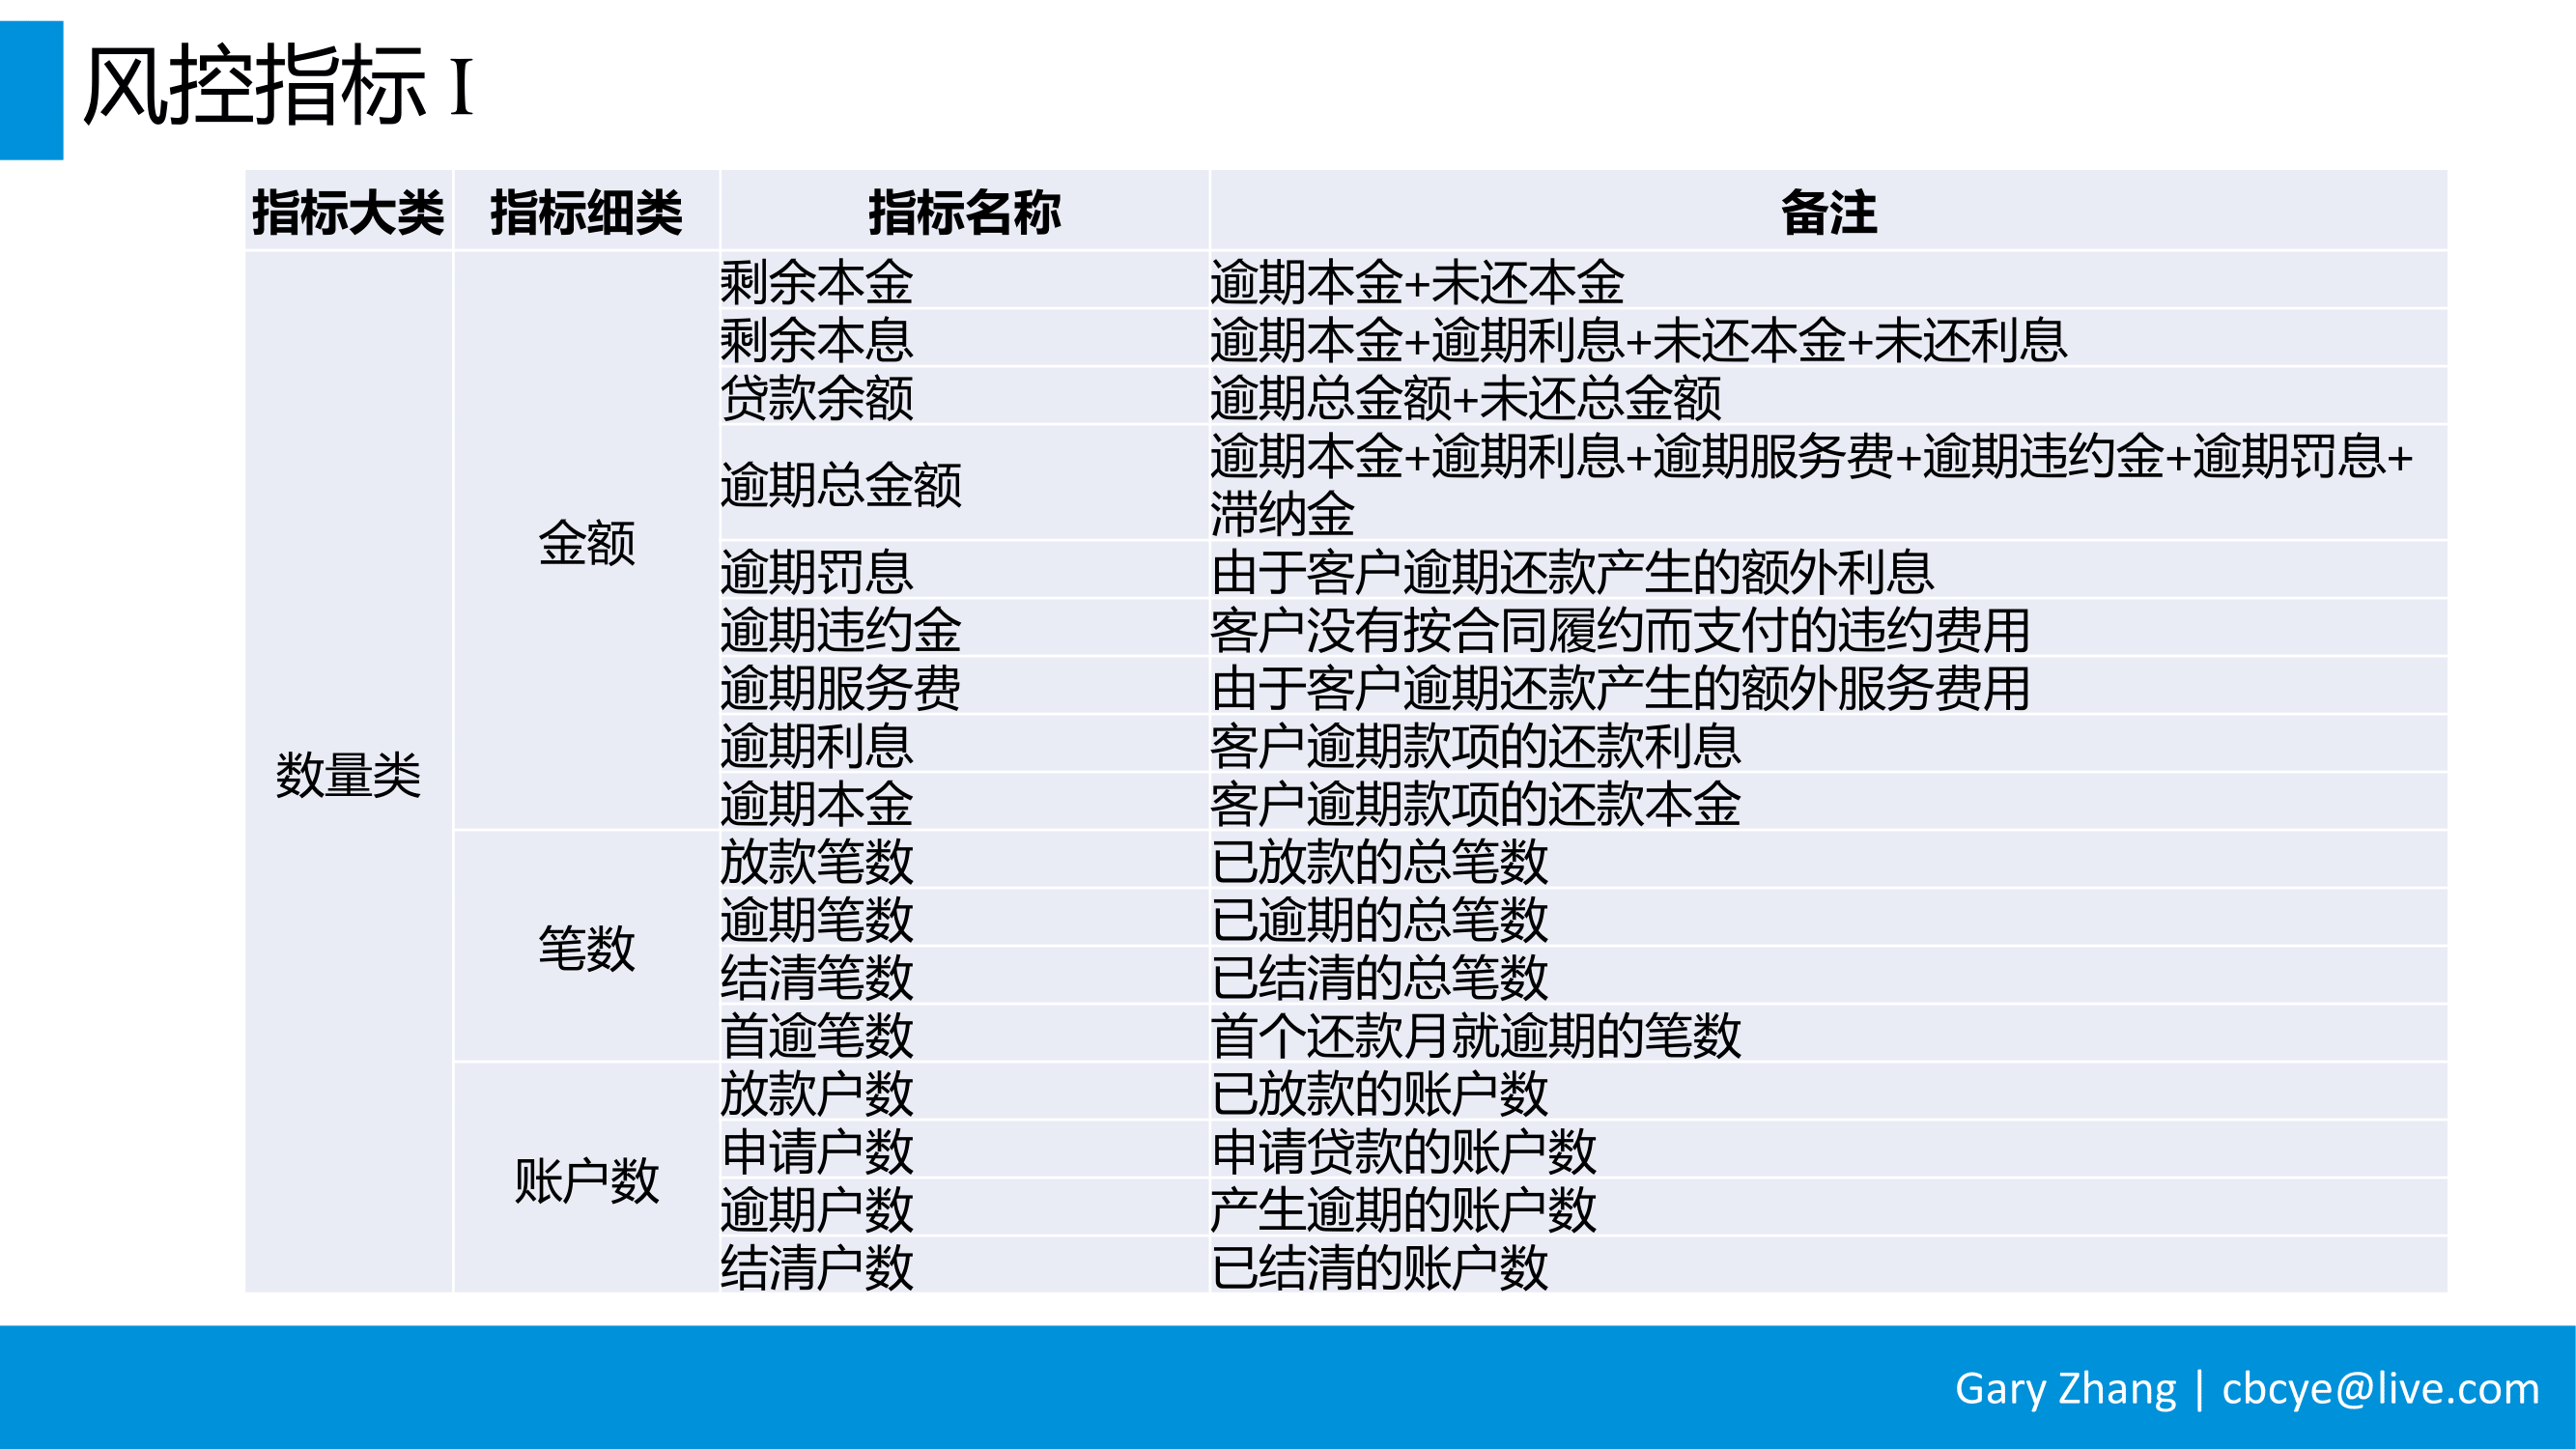 风控指标 I
指标大类 指标细类 指标名称 备注
数量类
金额
剩余本金 逾期本金+未还本金
剩余本息 逾期本金+逾期利息+未还本金+未还利息
贷款余额 逾期总金额+未还总金额
逾期总金额 逾期本金+逾期利息+逾期服务费+逾期违约金+逾期罚息+
滞纳金
逾期罚息 由于客户逾期还款产生的额外利息
逾期违约金 客户没有按合同履约而支付的违约费用
逾期服务费 由于客户逾期还款产生的额外服务费用
逾期利息 客户逾期款项的还款利息
逾期本金 客户逾期款项的还款本金
笔数
放款笔数 已放款的总笔数
逾期笔数 已逾期的总笔数
结清笔数 已结清的总笔数
首逾笔数 首个还款月就逾期的笔数
账户数
放款户数 已放款的账户数
申请户数 申请贷款的账户数
逾期户数 产生逾期的账户数
结清户数 已结清的账户数
Gary Zhang | cbcye@live.com